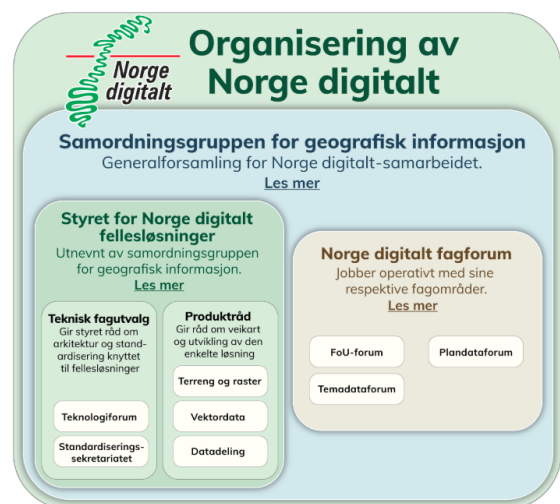 Norge
digitalt
Organisering av
Norge digitalt
Samordningsgruppen for geografisk informasjon
Generalforsamling for Norge digitalt-samarbeidet.
Les mer
Styret for Norge digitalt
fellesløsninger
Utnevnt av samordningsgruppen
for geografisk informasjon.
Les mer
Teknisk fagutvalg
Gir styret råd om
arkitektur og stand-
ardisering knyttet
til fellesløsninger
Teknologiforum
Standardiserings-
sekretariatet
Produktråd
Gir råd om veikart
og utvikling av den
enkelte løsning
Terreng og raster
Vektordata
Datadeling
Norge digitalt fagforum
Jobber operativt med sine
respektive fagområder.
Les mer
FoU-forum
Plandataforum
Temadataforum